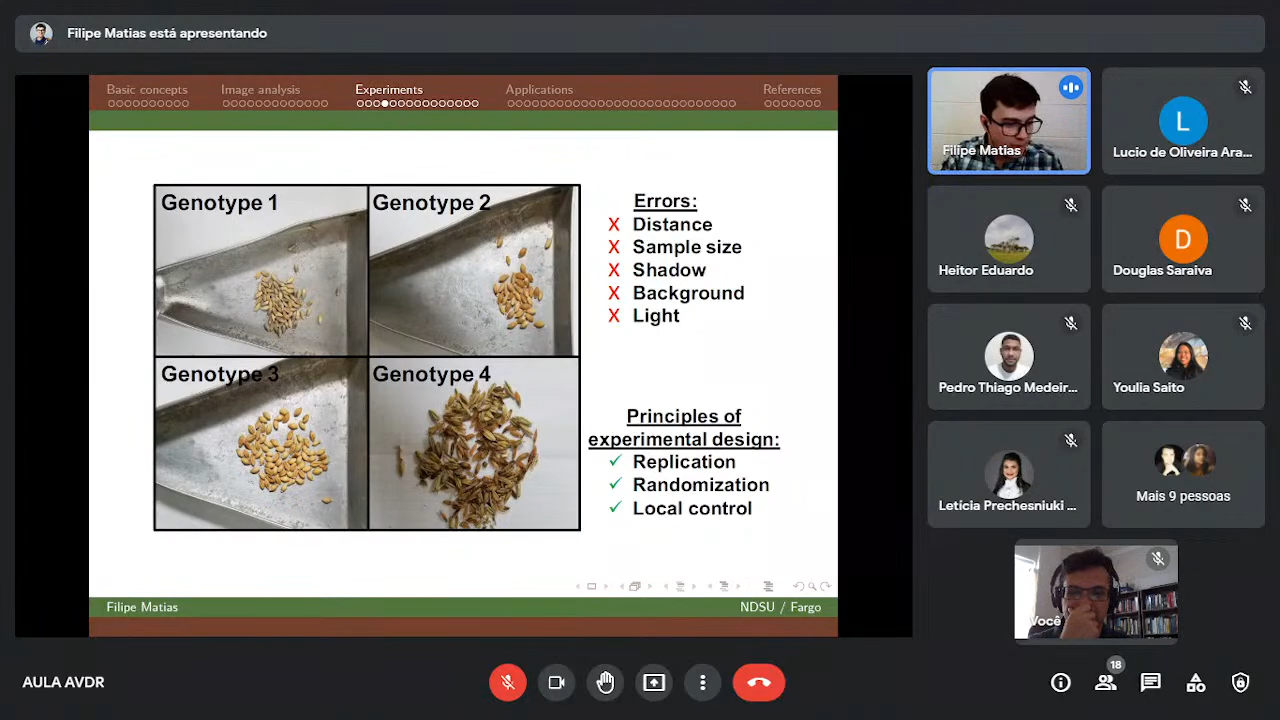 Filipe Matias está apresentando
Basic concepts
Image analysis
Experiments
Applications
References
Genotype 1
Genotype 2
Genotype 3
Genotype 4
Errors:
X Distance
X Sample size
X Shadow
X Background
X Light
Principles of
experimental design:
✓ Replication
✓ Randomization
✓ Local control
Filipe Matias
NDSU / Fargo
Filipe Matias
L
Lucio de Oliveira Ara...
Heitor Eduardo
D
Douglas Saraiva
Pedro Thiago Medeir...
Youlia Saito
Letícia Prechesniuki ...
Mais 9 pessoas
Você
AULA AVDR
18